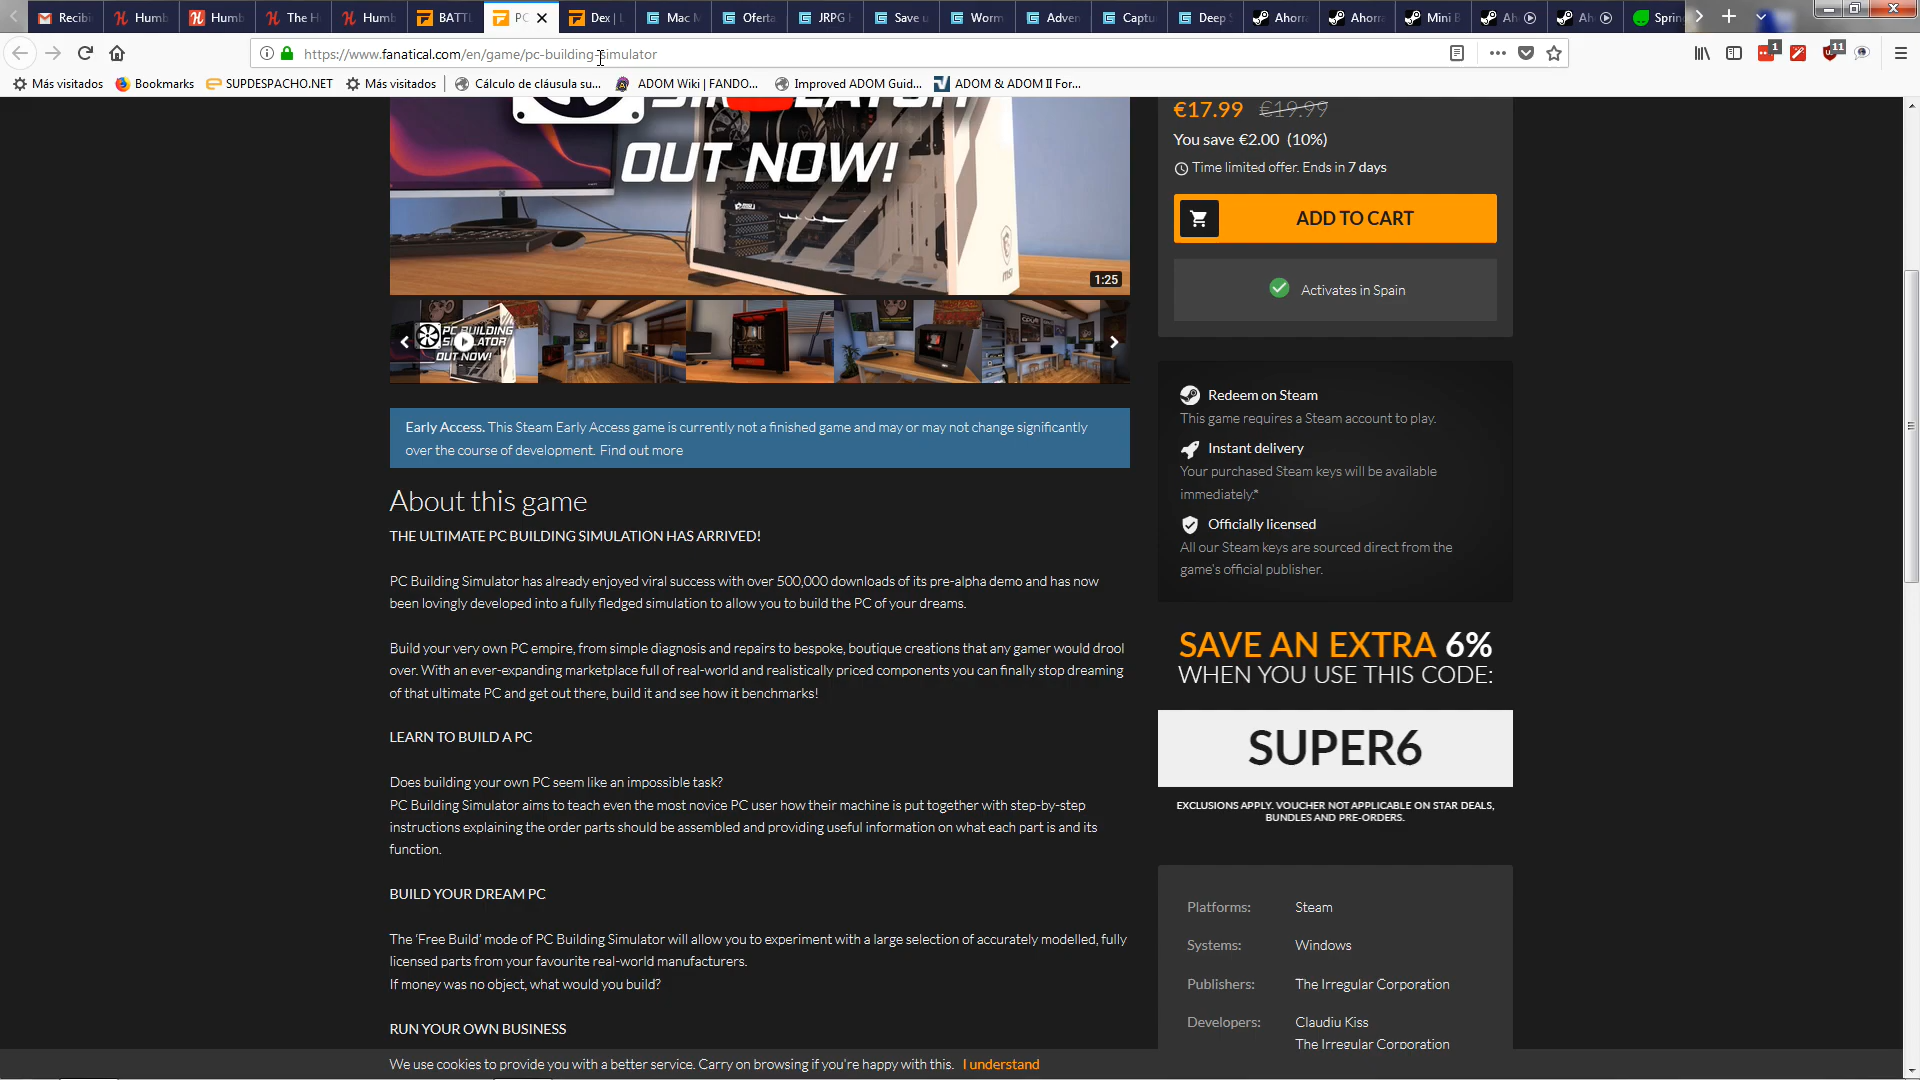 Recibi
Humb
Humb
The H
Humb
BATTL
PC
Dex | L
Mac M
Oferta
JRPG
Save u
Worm
Adven
Captu
Deep S
Ahorra
Ahorr
Mini B
Ah
Ah
Spring
https://www.fanatical.com/en/game/pc-building-simulator
1
11
Más visitados
Bookmarks
SUPDESPACHO.NET
Más visitados
Cálculo de cláusula su...
ADOM Wiki | FANDO...
Improved ADOM Guid...
ADOM & ADOM II For...
OUT NOW!
1:25
PC BUILDING
SIMULATOR
OUT NOW!
€17.99 €19.99
You save €2.00 (10%)
Time limited offer. Ends in 7 days
ADD TO CART
Activates in Spain
Redeem on Steam
This game requires a Steam account to play.
Instant delivery
Your purchased Steam keys will be available
immediately.*
Officially licensed
All our Steam keys are sourced direct from the
game's official publisher.
Early Access. This Steam Early Access game is currently not a finished game and may or may not change significantly
over the course of development. Find out more
About this game
THE ULTIMATE PC BUILDING SIMULATION HAS ARRIVED!
PC Building Simulator has already enjoyed viral success with over 500,000 downloads of its pre-alpha demo and has now
been lovingly developed into a fully fledged simulation to allow you to build the PC of your dreams.
Build your very own PC empire, from simple diagnosis and repairs to bespoke, boutique creations that any gamer would drool
over. With an ever-expanding marketplace full of real-world and realistically priced components you can finally stop dreaming
of that ultimate PC and get out there, build it and see how it benchmarks!
LEARN TO BUILD A PC
Does building your own PC seem like an impossible task?
PC Building Simulator aims to teach even the most novice PC user how their machine is put together with step-by-step
instructions explaining the order parts should be assembled and providing useful information on what each part is and its
function.
BUILD YOUR DREAM PC
The ‘Free Build’ mode of PC Building Simulator will allow you to experiment with a large selection of accurately modelled, fully
licensed parts from your favourite real-world manufacturers.
If money was no object, what would you build?
RUN YOUR OWN BUSINESS
SAVE AN EXTRA 6%
WHEN YOU USE THIS CODE:
SUPER6
EXCLUSIONS APPLY. VOUCHER NOT APPLICABLE ON STAR DEALS,
BUNDLES AND PRE-ORDERS.
Platforms: Steam
Systems: Windows
Publishers: The Irregular Corporation
Developers: Claudiu Kiss
The Irregular Corporation
We use cookies to provide you with a better service. Carry on browsing if you're happy with this. I understand